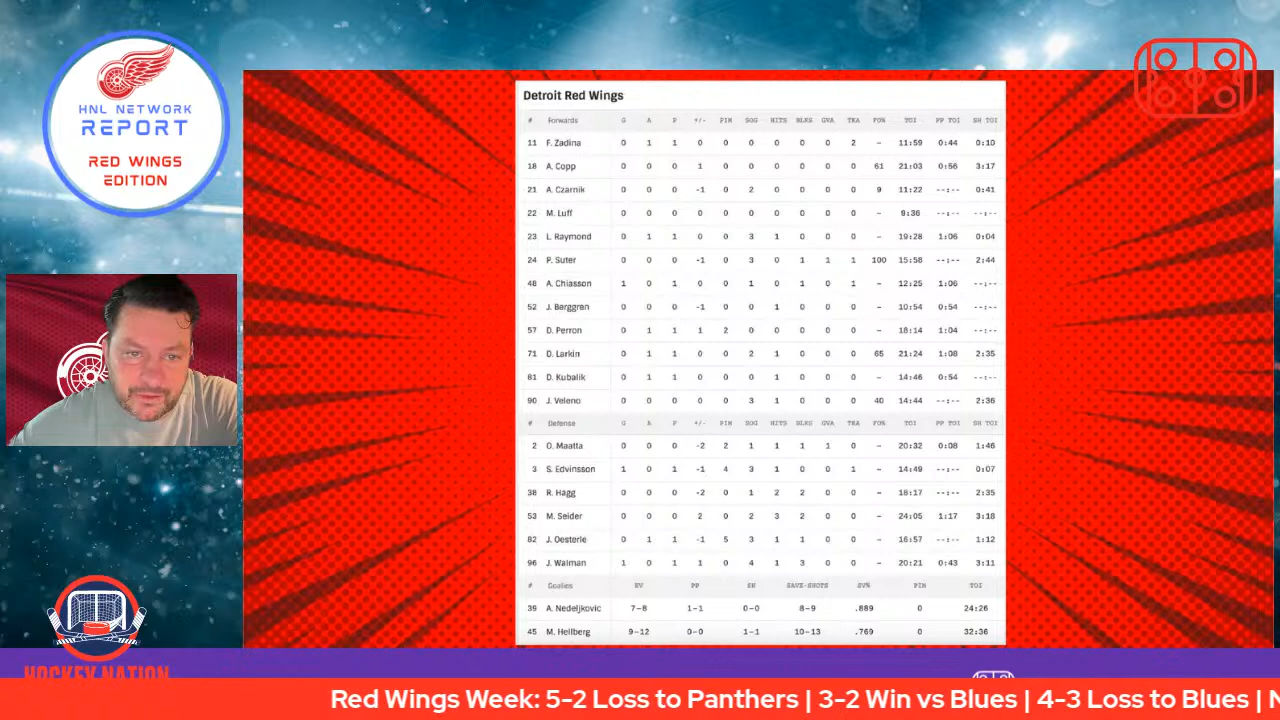 HNL NETWORK
REPORT
RED WINGS
EDITION
Detroit Red Wings
# Forwards G A P +/- PIM SOG HITS BLKS GVA TKA FO% TOI PP TOI SH TOI
11 F. Zadina 0 1 1 0 0 0 0 0 0 2 - 11:59 0:44 0:10
18 A. Copp 0 0 0 1 0 0 0 0 0 0 61 21:03 0:56 3:17
21 A. Czarnik 0 0 0 -1 0 2 0 0 0 0 9 11:22 --:-- 0:41
22 M. Luff 0 0 0 0 0 0 0 0 0 0 - 9:36 --:-- --:--
23 L. Raymond 0 1 1 0 0 3 1 0 0 0 - 19:28 1:06 0:04
24 P. Suter 0 0 0 -1 0 3 0 1 1 1 100 15:58 --:-- 2:44
48 A. Chiasson 1 0 1 0 0 1 0 1 0 1 - 12:25 1:06 --:--
52 J. Berggren 0 0 0 -1 0 0 1 0 0 0 - 10:54 0:54 --:--
57 D. Perron 0 1 1 1 2 0 0 0 0 0 - 18:14 1:04 --:--
71 D. Larkin 0 1 1 0 0 2 1 0 0 0 65 21:24 1:08 2:35
81 D. Kubalik 0 1 1 0 0 0 1 0 0 0 - 14:46 0:54 --:--
90 J. Veleno 0 0 0 0 0 3 1 0 0 0 40 14:44 --:-- 2:36
# Defense G A P +/- PIM SOG HITS BLKS GVA TKA FO% TOI PP TOI SH TOI
2 O. Maatta 0 0 0 -2 2 1 1 1 1 0 - 20:32 0:08 1:46
3 S. Edvinsson 1 0 1 -1 4 3 1 0 0 1 - 14:49 --:-- 0:07
38 R. Hagg 0 0 0 -2 0 1 2 2 0 0 - 18:17 --:-- 2:35
53 M. Seider 0 0 0 2 0 2 3 2 0 0 - 24:05 1:17 3:18
82 J. Oesterle 0 1 1 -1 5 3 1 1 0 0 - 16:57 --:-- 1:12
96 J. Walman 1 0 1 1 0 4 1 3 0 0 - 20:21 0:43 3:11
# Goalies EV PP SH SAVE-SHOTS SV% PIM TOI
39 A. Nedeljkovic 7-8 1-1 0-0 8-9 .889 0 24:26
45 M. Hellberg 9-12 0-0 1-1 10-13 .769 0 32:36
HOCKEY NATION
Red Wings Week: 5-2 Loss to Panthers | 3-2 Win vs Blues | 4-3 Loss to Blues | N